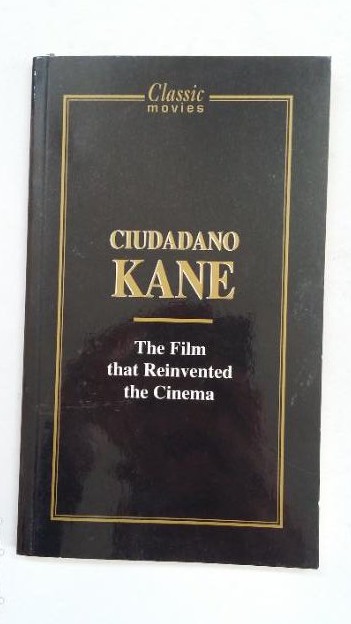 Classic
movies
CIUDADANO
KANE
The Film
that Reinvented
the Cinema